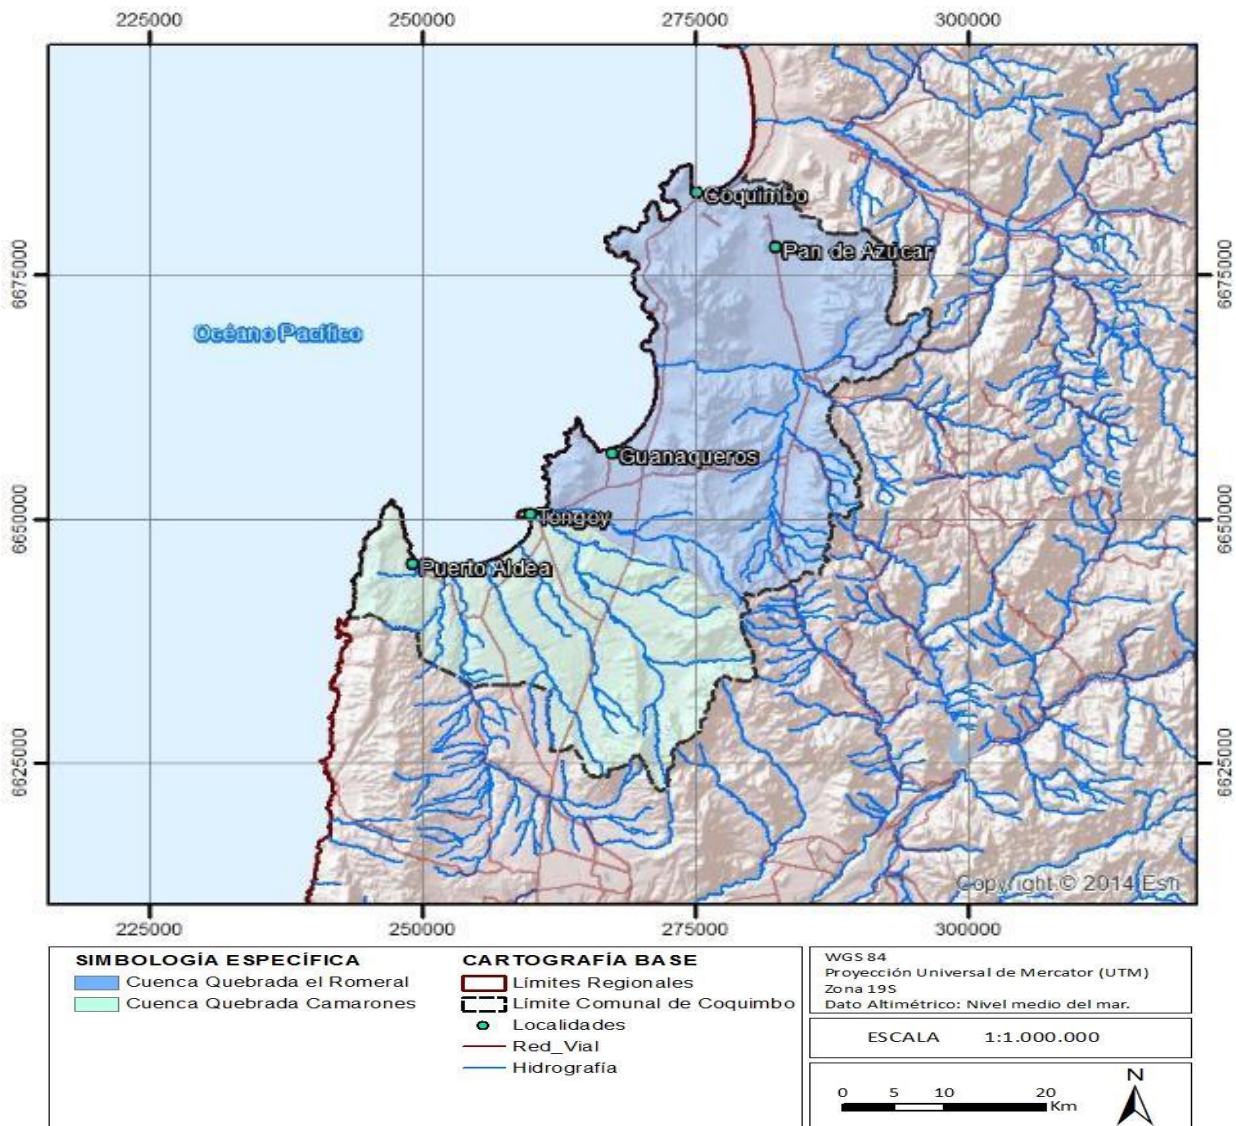 225000 250000 275000 300000
6675000
6675000
Coquimbo
Pan de Azúcar
Océano Pacífico
Guanaqueros
6650000
6650000
Tongoy
Puerto Aldea
6625000
6625000
Copyright © 2014 Esri
225000 250000 275000 300000
SIMBOLOGÍA ESPECÍFICA
Cuenca Quebrada el Romeral
Cuenca Quebrada Camarones
CARTOGRAFÍA BASE
Límites Regionales
Límite Comunal de Coquimbo
Localidades
Red_Vial
Hidrografía
WGS 84
Proyección Universal de Mercator (UTM)
Zona 19S
Dato Altimétrico: Nivel medio del mar.
ESCALA 1:1.000.000
0 5 10 20
Km
N